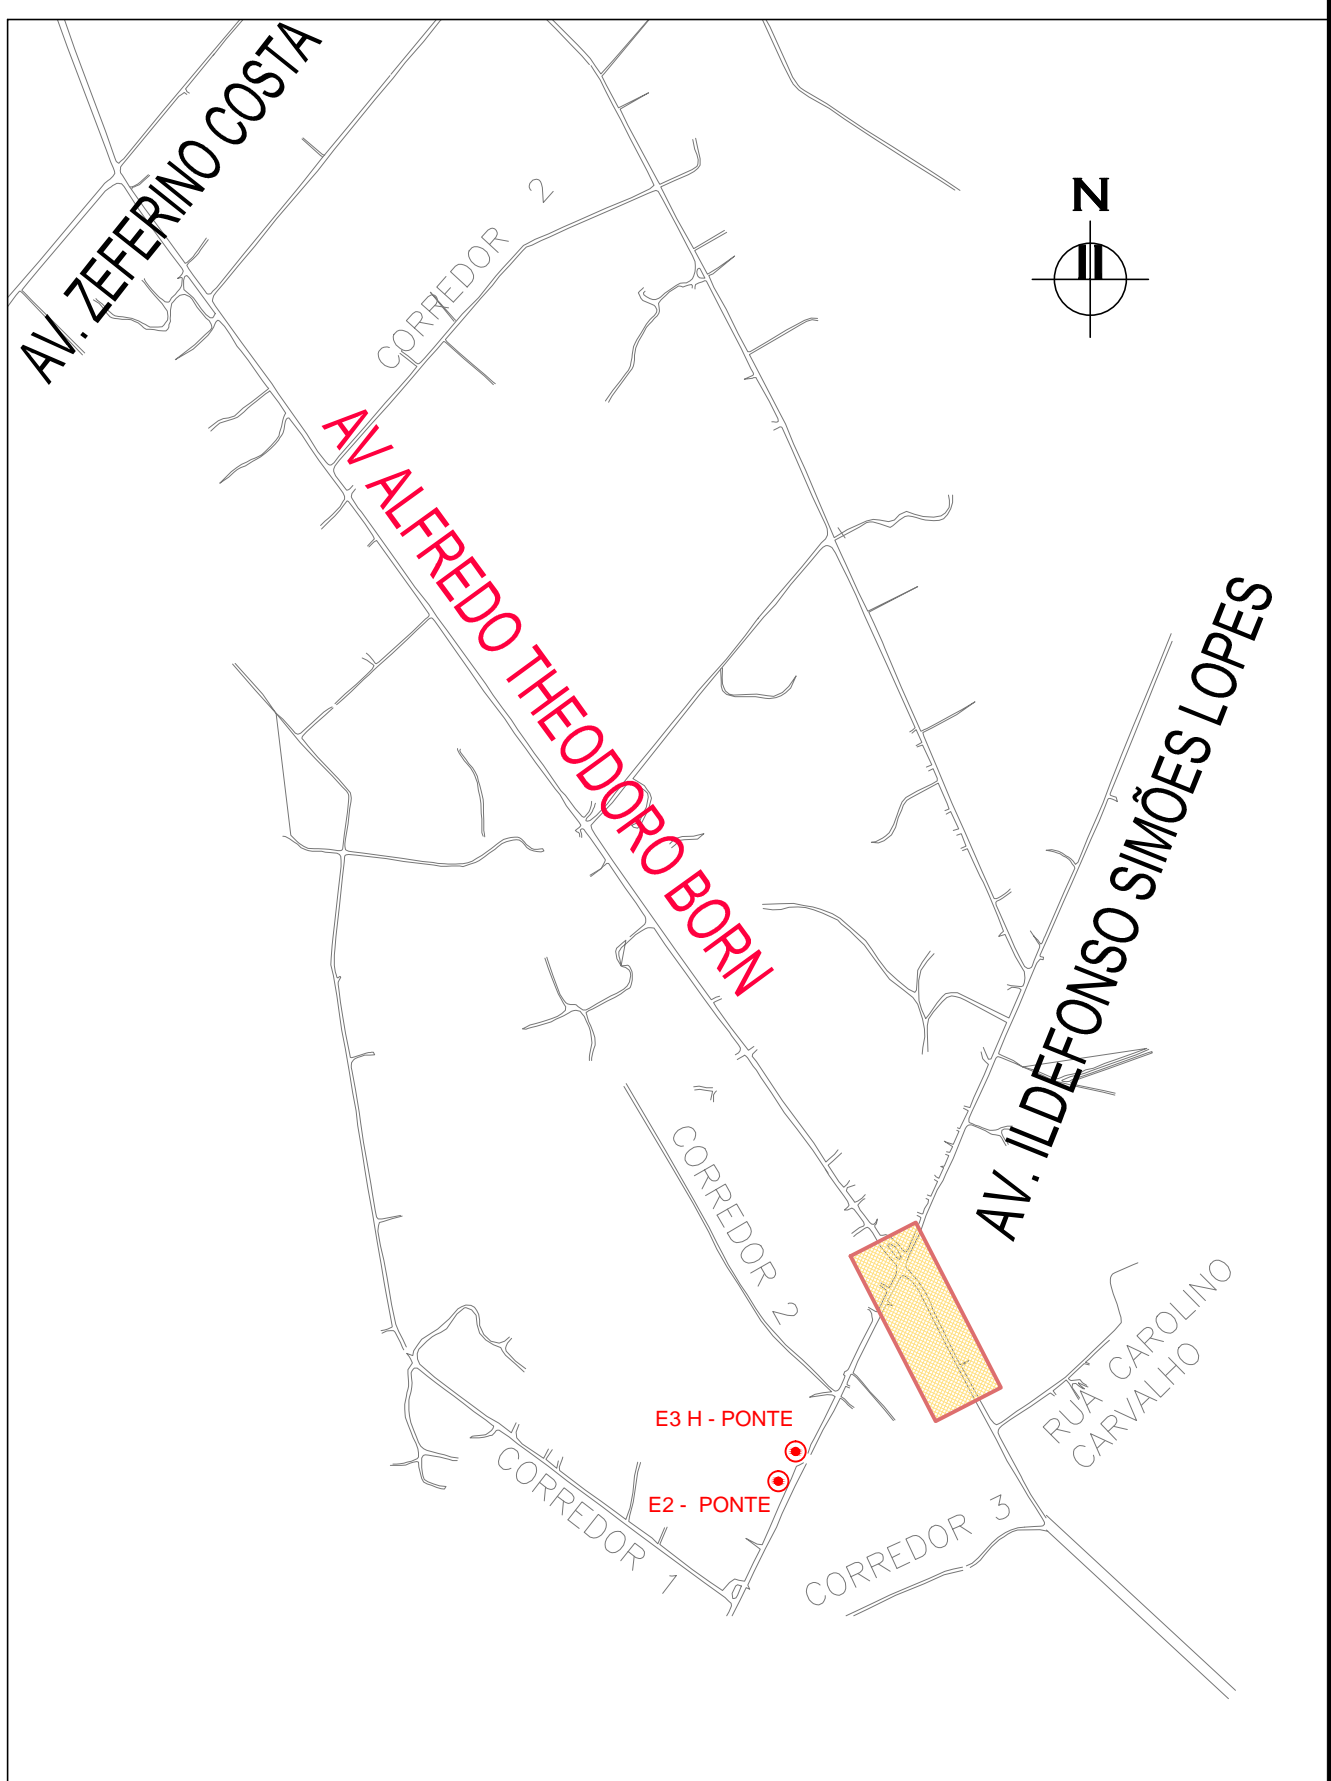 AV. ZEFERINO COSTA
N
CORREDOR 2
AV ALFREDO THEODORO BORN
AV. ILDEFONSO SIMÕES LOPES
CORREDOR 2
RUA CAROLINO
CARVALHO
E3 H - PONTE
E2 - PONTE
CORREDOR 1
CORREDOR 3